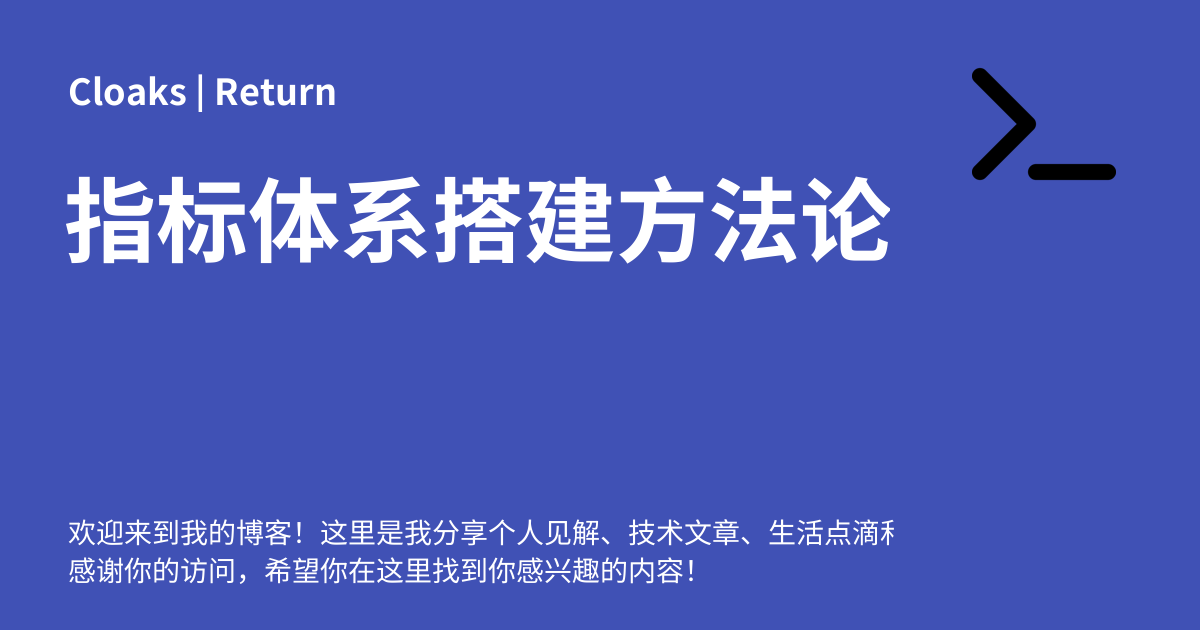 Cloaks | Return
指标体系搭建方法论
欢迎来到我的博客！这里是我分享个人见解、技术文章、生活点滴
感谢你的访问，希望你在这里找到你感兴趣的内容！